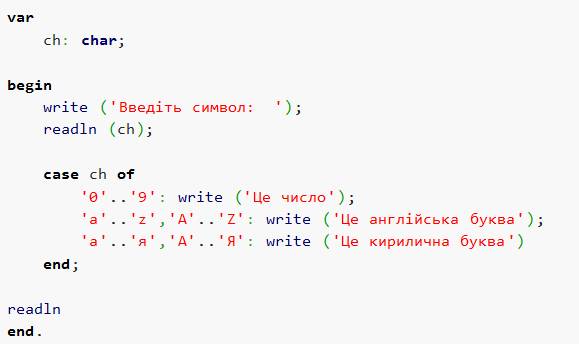 var
    ch: char;

begin
    write ('Введіть символ:  ');
    readln (ch);

    case ch of
        '0'..'9': write ('Це число');
        'a'..'z','A'..'Z': write ('Це англійська буква');
        'а'..'я','А'..'Я': write ('Це кирилична буква')
    end;

readln
end.